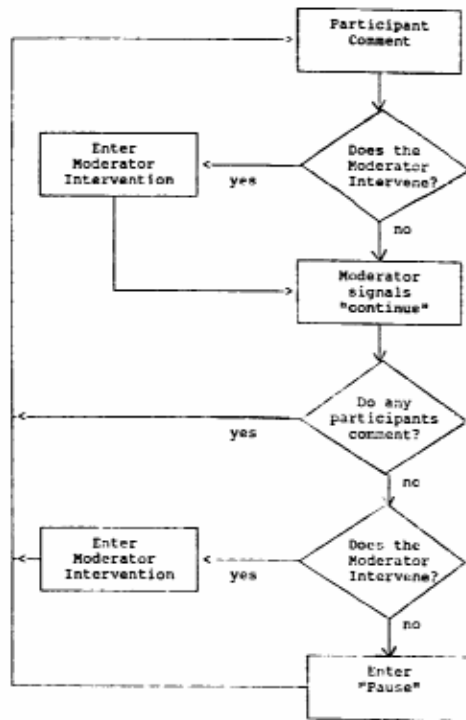 Participant
Comment
Does the
Moderator
Intervene?
yes
no
Enter
Moderator
Intervention
Moderator
signals
"continue"
Do any
participants
comment?
yes
no
Does the
Moderator
Intervene?
yes
no
Enter
Moderator
Intervention
Enter
"Pause"